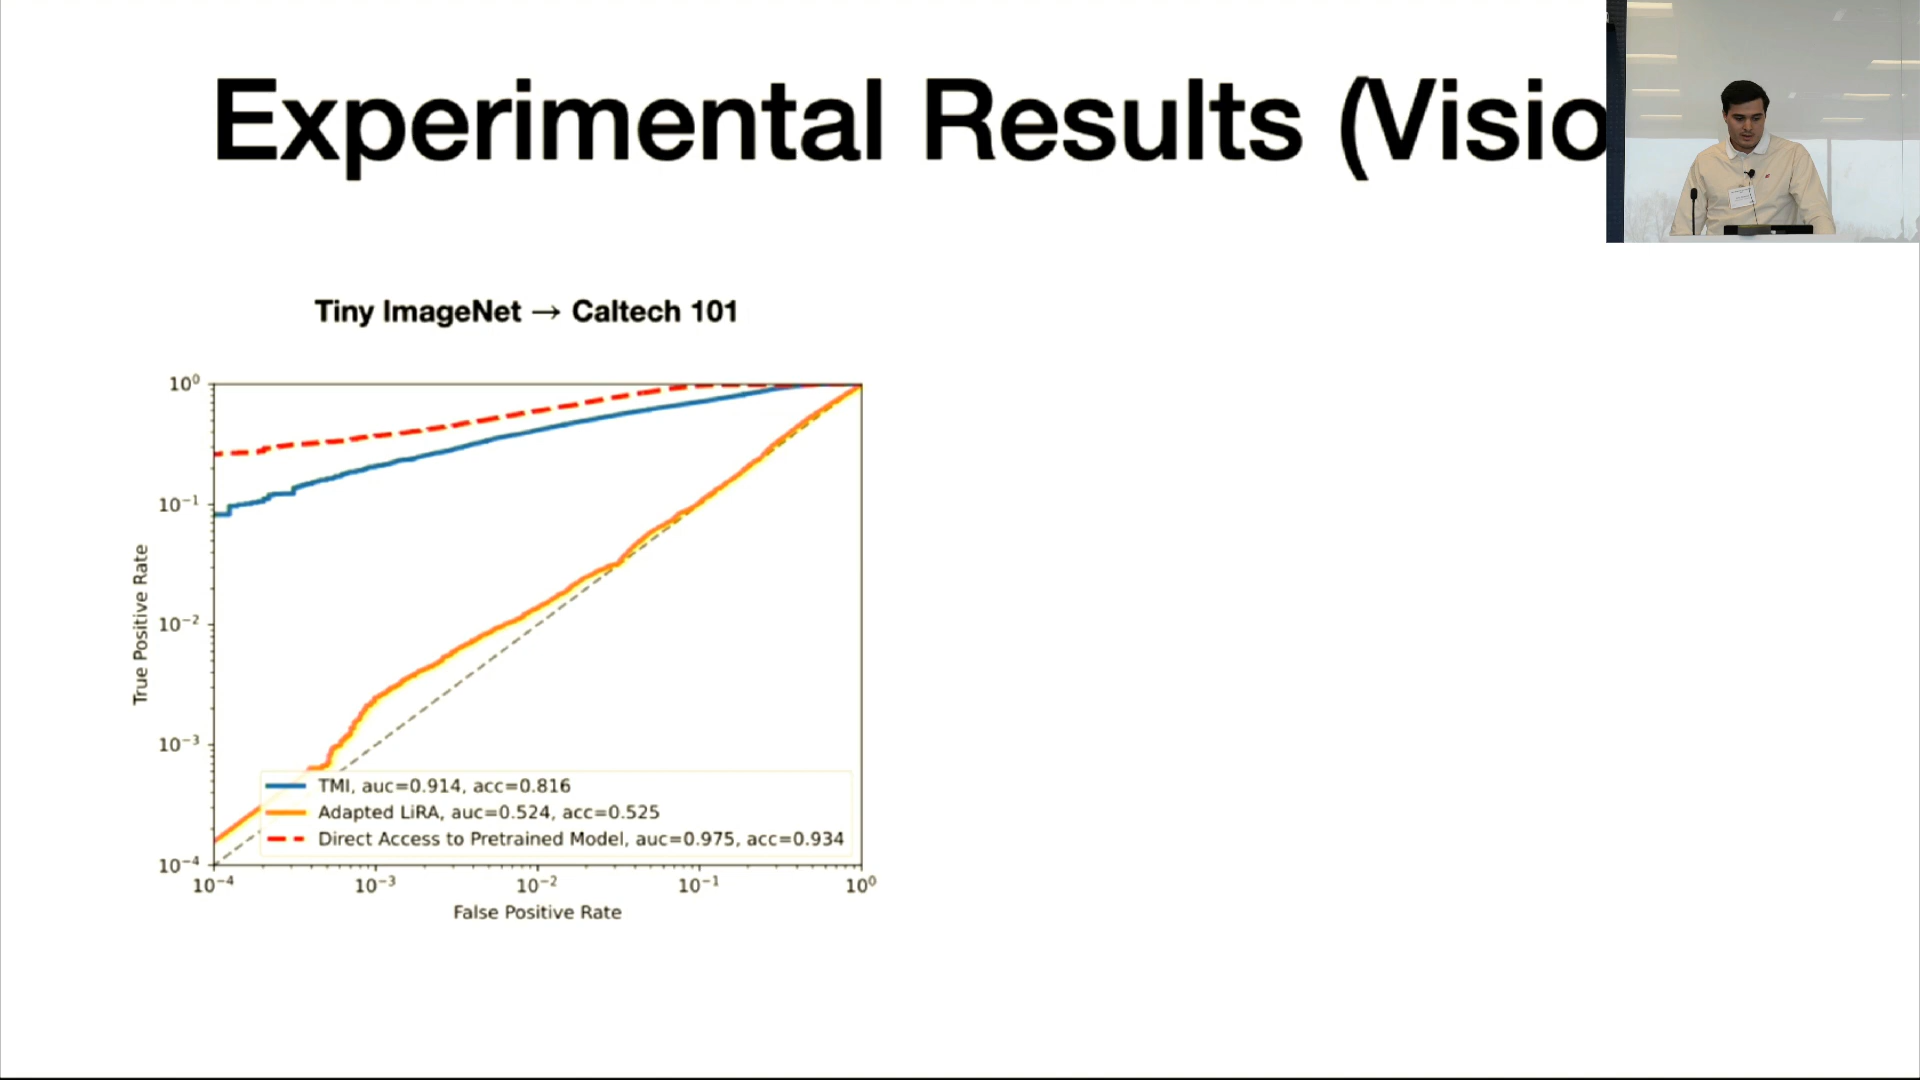 Experimental Results (Visio
Tiny ImageNet → Caltech 101
10⁰
10⁻¹
10⁻²
10⁻³
10⁻⁴
True Positive Rate
TMI, auc=0.914, acc=0.816
Adapted LiRA, auc=0.524, acc=0.525
Direct Access to Pretrained Model, auc=0.975, acc=0.934
10⁻⁴ 10⁻³ 10⁻² 10⁻¹ 10⁰
False Positive Rate